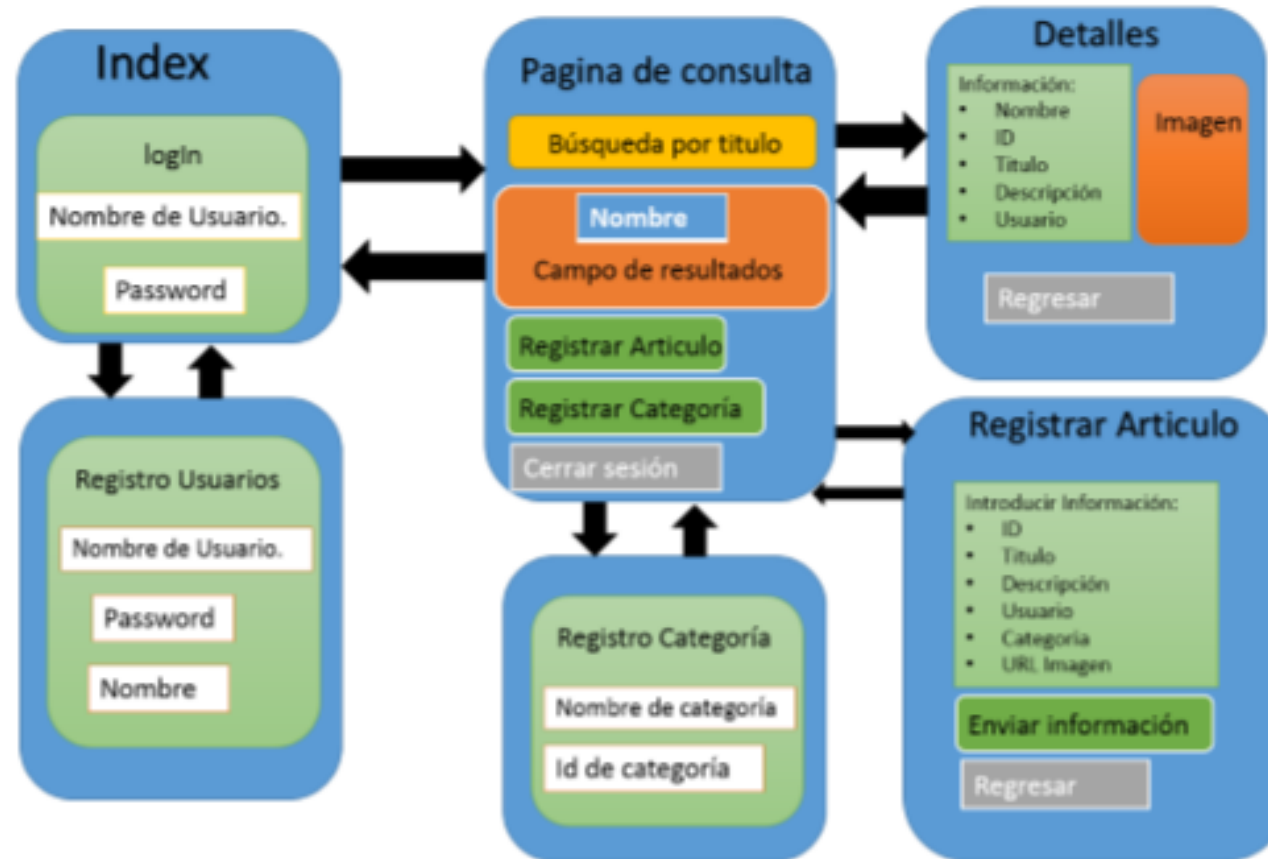 Index
logIn
Nombre de Usuario.
Password
Registro Usuarios
Nombre de Usuario.
Password
Nombre
Pagina de consulta
Búsqueda por titulo
Nombre
Campo de resultados
Registrar Articulo
Registrar Categoría
Cerrar sesión
Registro Categoría
Nombre de categoría
Id de categoría
Detalles
Información:
• Nombre
• ID
• Titulo
• Descripción
• Usuario
Imagen
Regresar
Registrar Articulo
Introducir Información:
• ID
• Titulo
• Descripción
• Usuario
• Categoria
• URL Imagen
Enviar información
Regresar